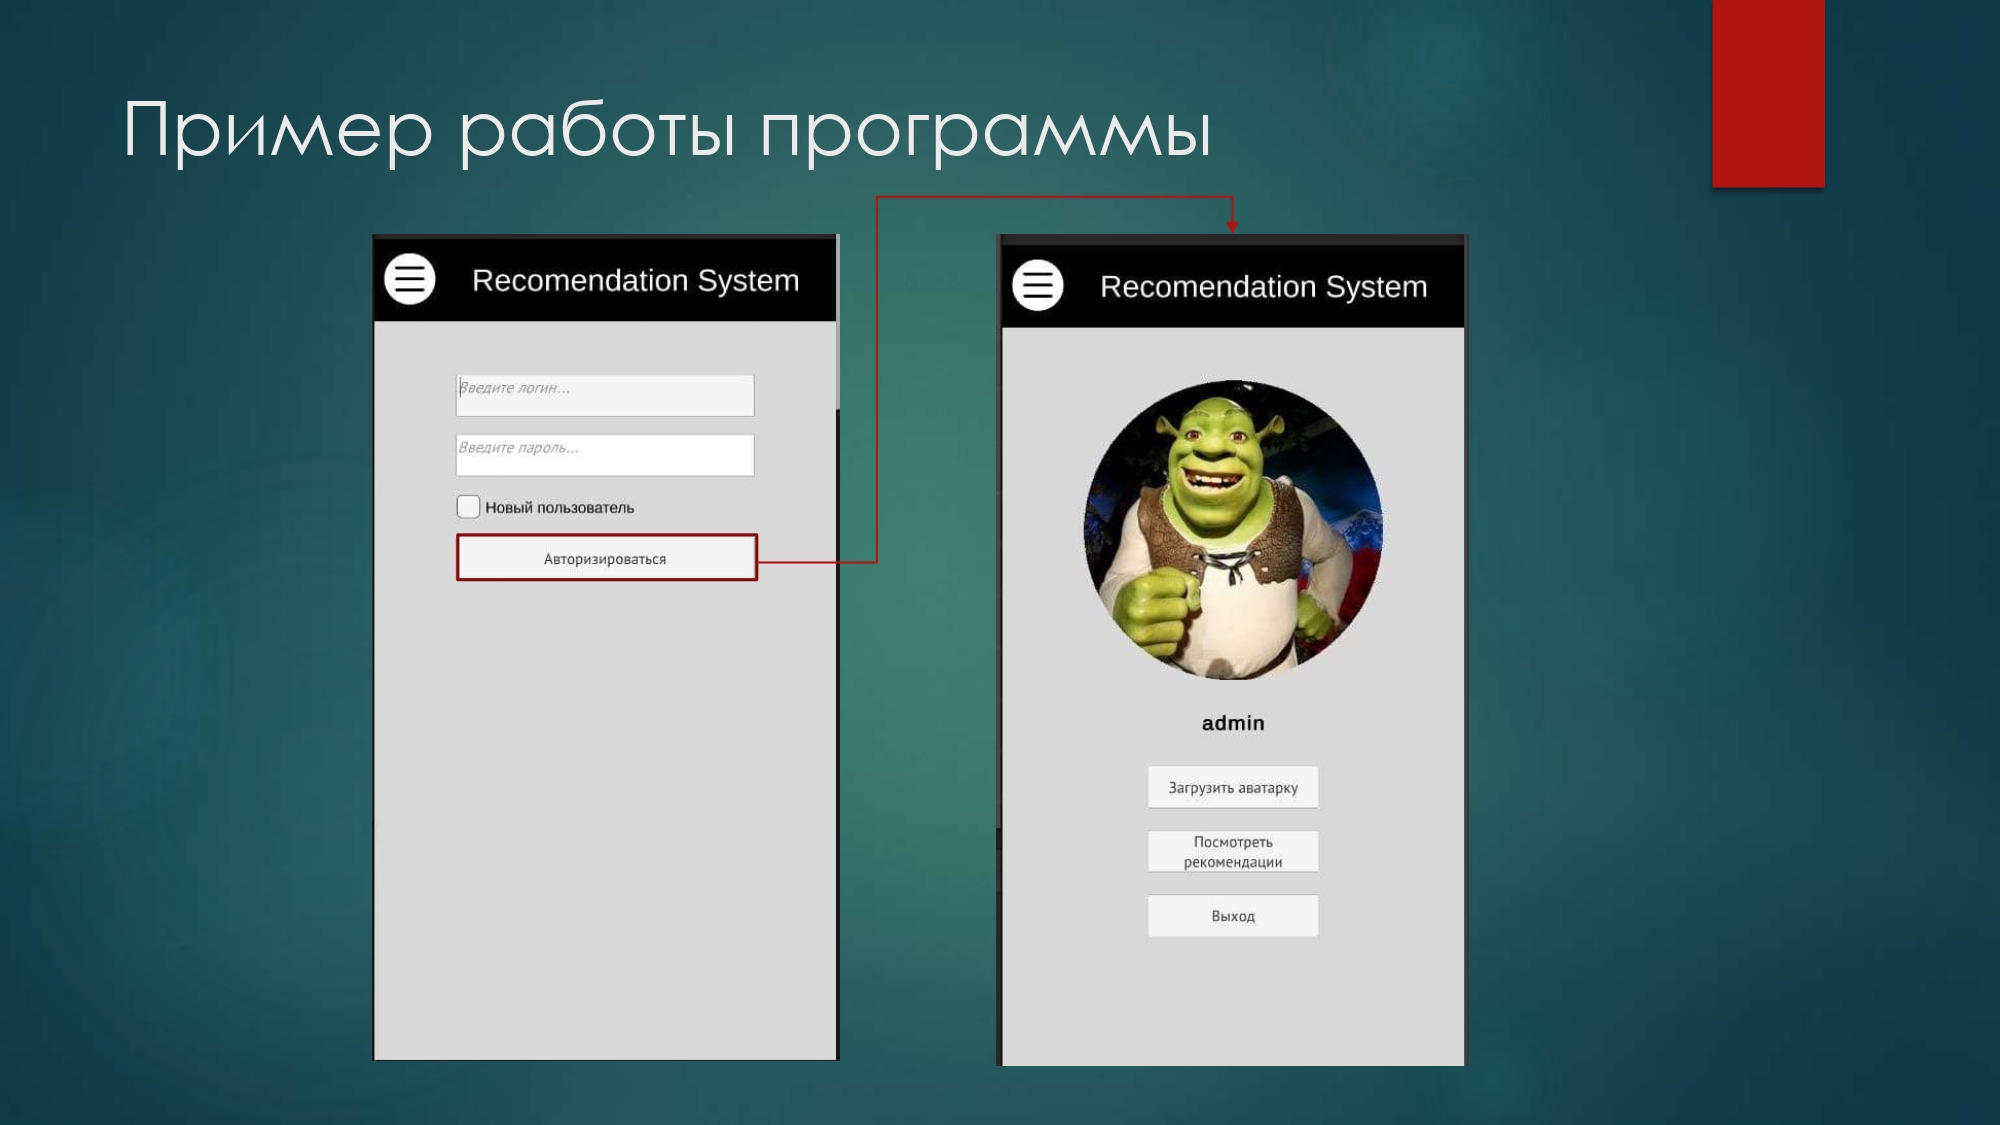 Пример работы программы
Recomendation System
Введите логин...
Введите пароль...
Новый пользователь
Авторизироваться
Recomendation System
admin
Загрузить аватарку
Посмотреть
рекомендации
Выход